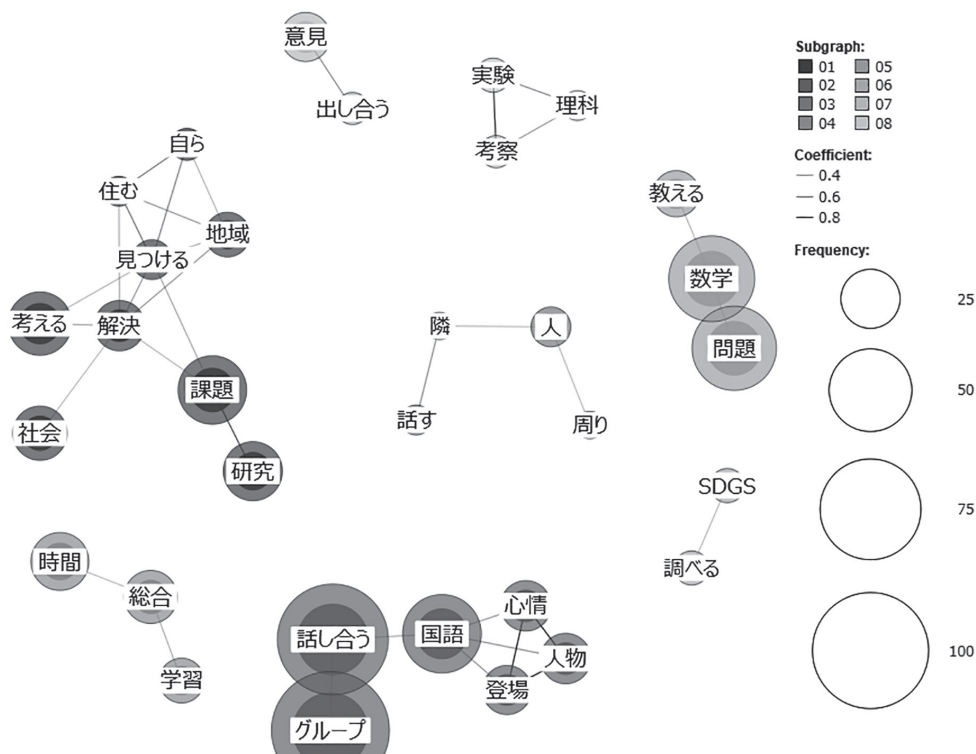 意見
出し合う
実験
理科
考察
自ら
住む
地域
見つける
考える
解決
課題
社会
研究
教える
数学
問題
隣
人
話す
周り
SDGS
調べる
時間
総合
学習
話し合う
国語
心情
人物
登場
グループ
Subgraph:
01 05
02 06
03 07
04 08
Coefficient:
0.4
0.6
0.8
Frequency:
25
50
75
100